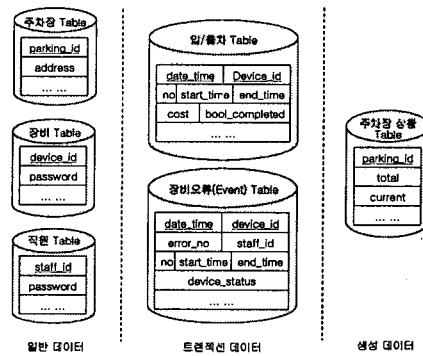 주차장 Table
parking_id
address
... ...
장비 Table
device_id
password
... ...
직원 Table
staff_id
password
... ...
일반 데이터
입/출차 Table
date_time Device_id
no start_time end_time
cost bool_completed
... ...
장비오류(Event) Table
date_time device_id
error_no staff_id
no start_time end_time
device_status
... ...
트랜잭션 데이터
주차장 상황
Table
parking_id
total
current
... ...
생성 데이터